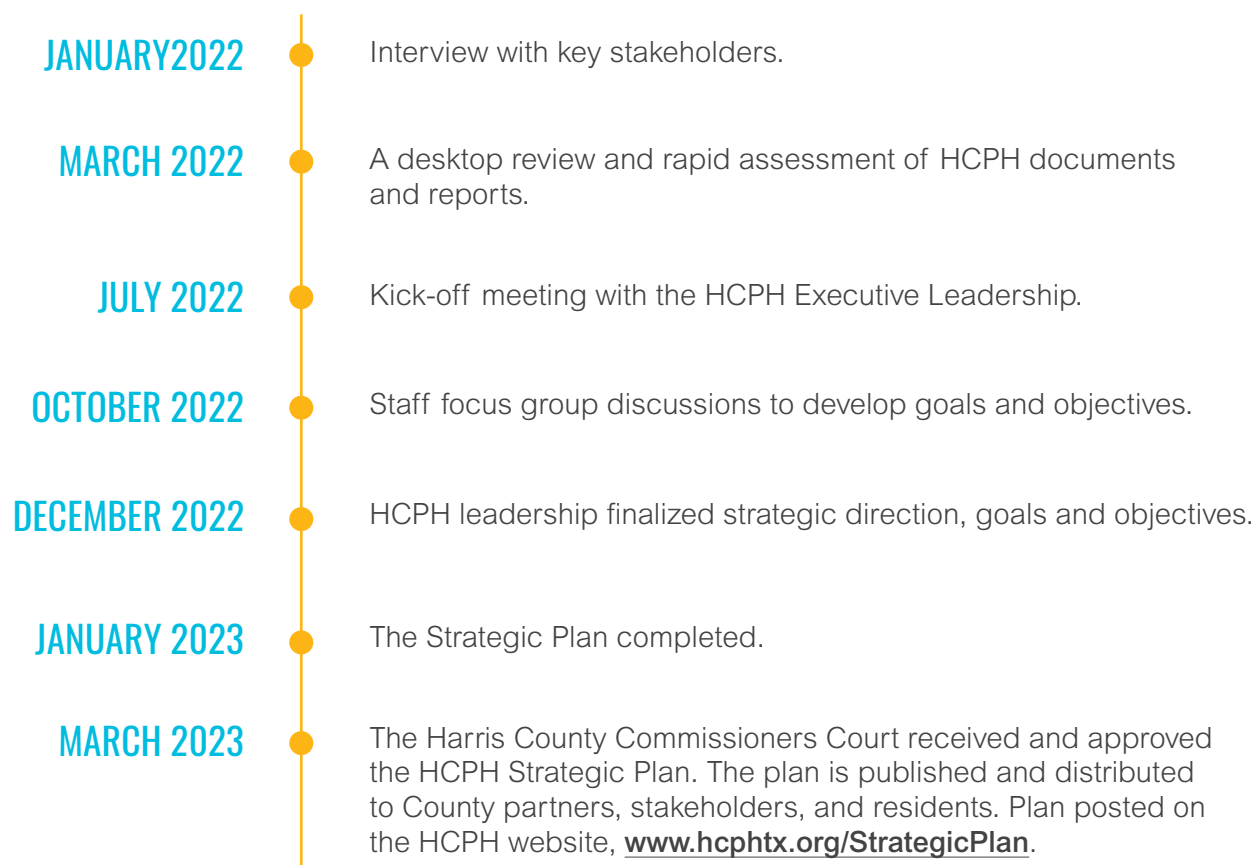 JANUARY2022
Interview with key stakeholders.
MARCH 2022
A desktop review and rapid assessment of HCPH documents
and reports.
JULY 2022
Kick-off meeting with the HCPH Executive Leadership.
OCTOBER 2022
Staff focus group discussions to develop goals and objectives.
DECEMBER 2022
HCPH leadership finalized strategic direction, goals and objectives.
JANUARY 2023
The Strategic Plan completed.
MARCH 2023
The Harris County Commissioners Court received and approved
the HCPH Strategic Plan. The plan is published and distributed
to County partners, stakeholders, and residents. Plan posted on
the HCPH website, www.hcphtx.org/StrategicPlan.